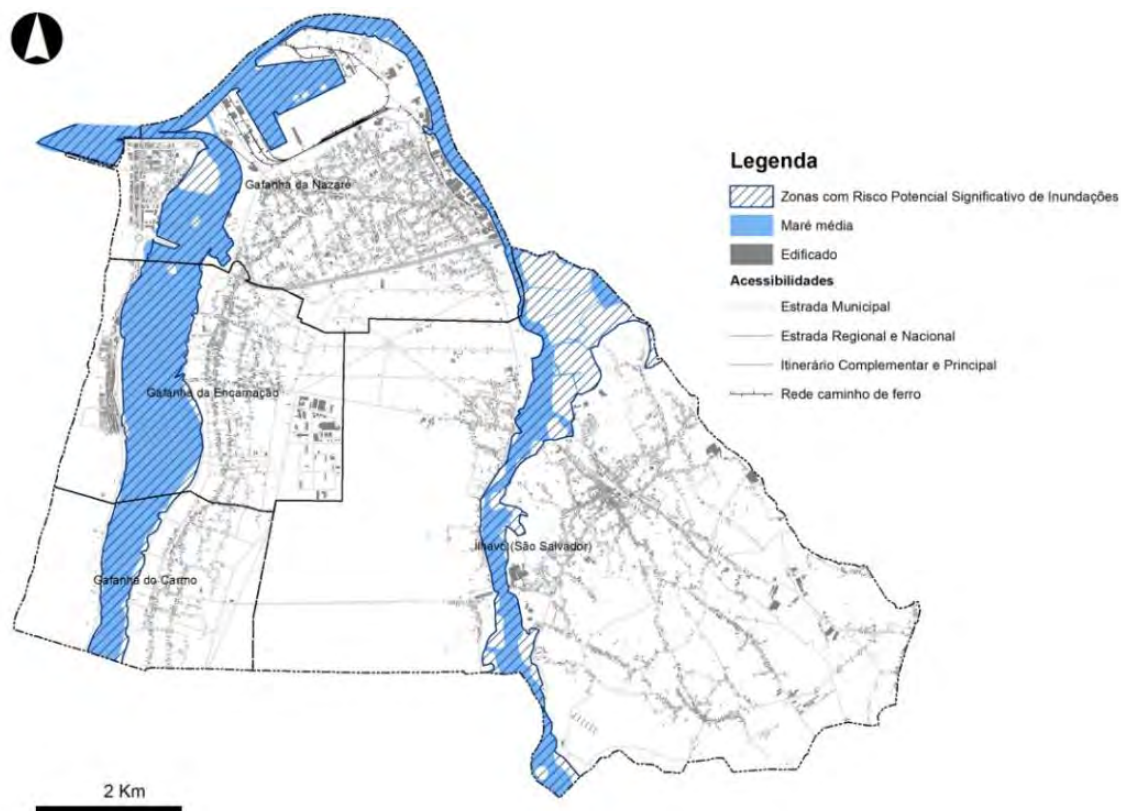 Gafanha da Nazaré
Gafanha da Encarnação
Gafanha do Carmo
Ílhavo (São Salvador)
Legenda
Zonas com Risco Potencial Significativo de Inundações
Maré média
Edificado
Acessibilidades
Estrada Municipal
Estrada Regional e Nacional
Itinerário Complementar e Principal
Rede caminho de ferro
2 Km